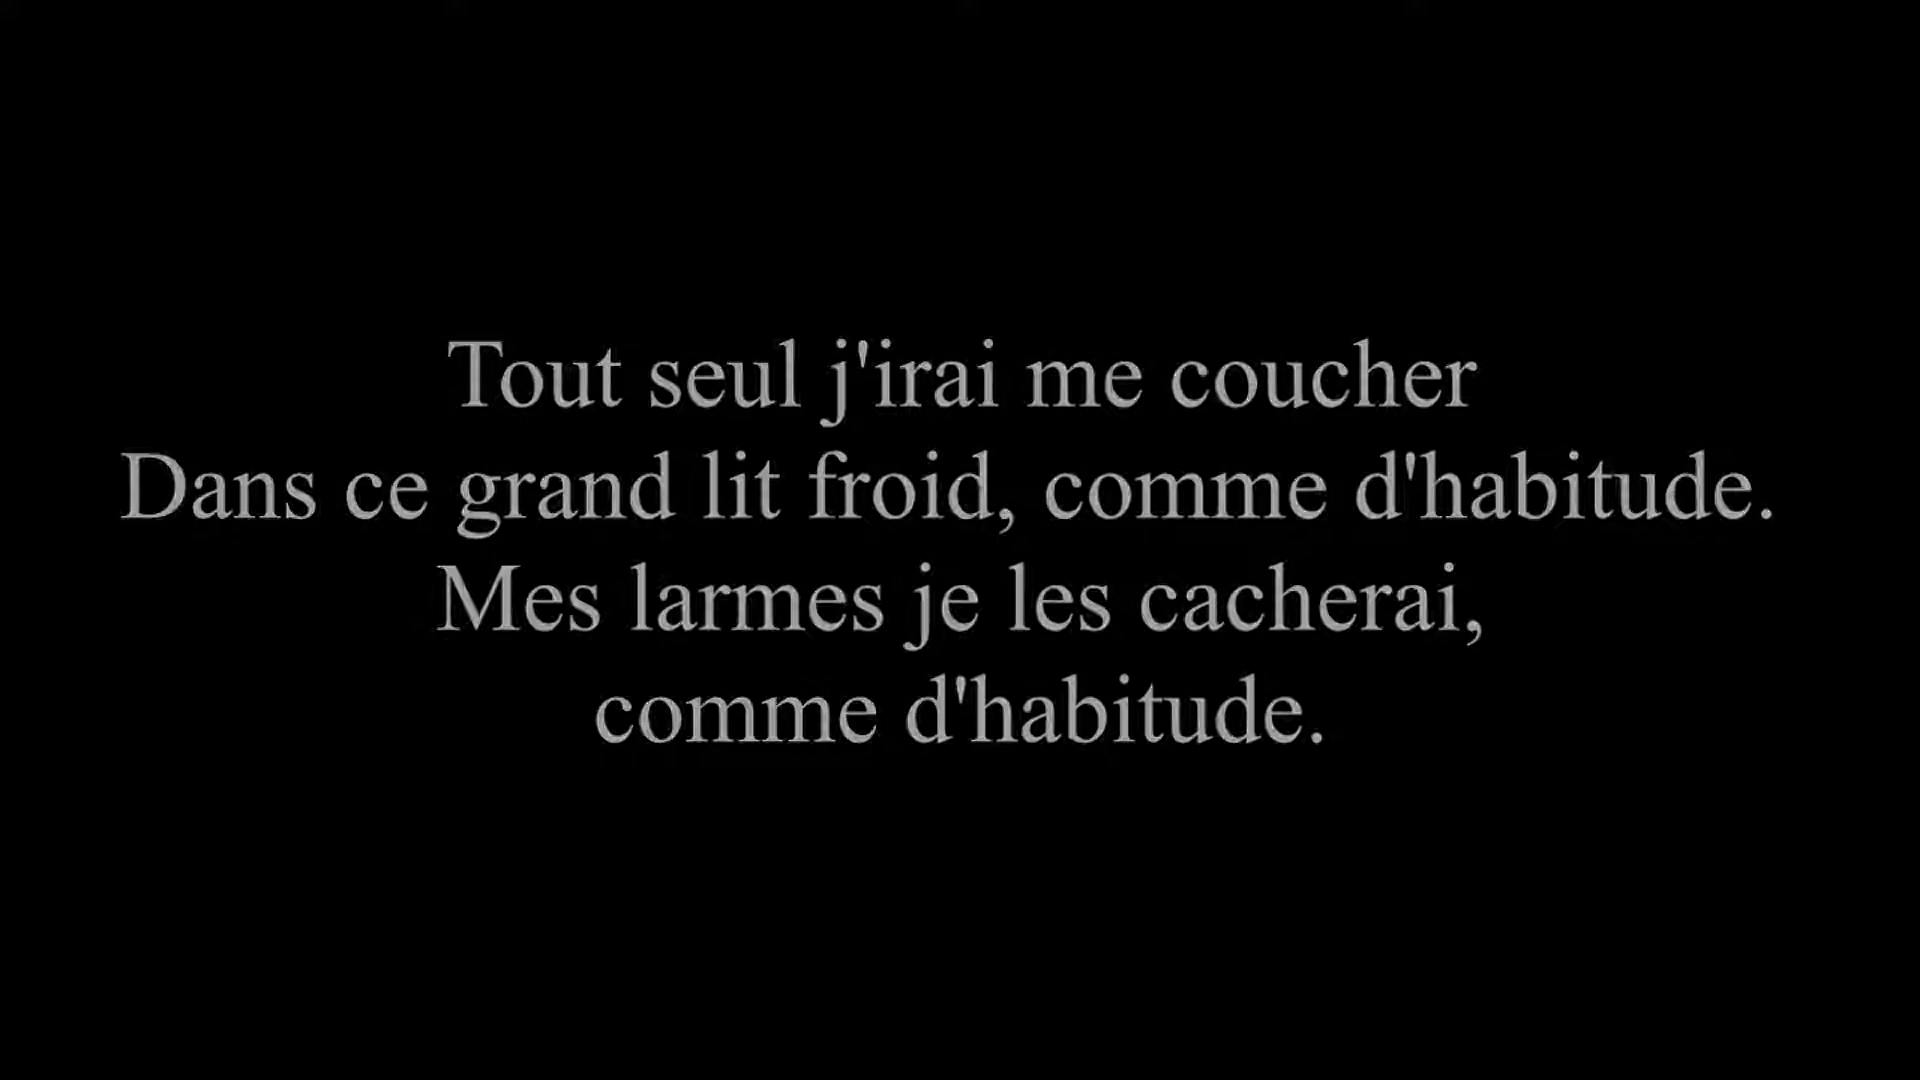 Tout seul j'irai me coucher
Dans ce grand lit froid, comme d'habitude.
Mes larmes je les cacherai,
comme d'habitude.